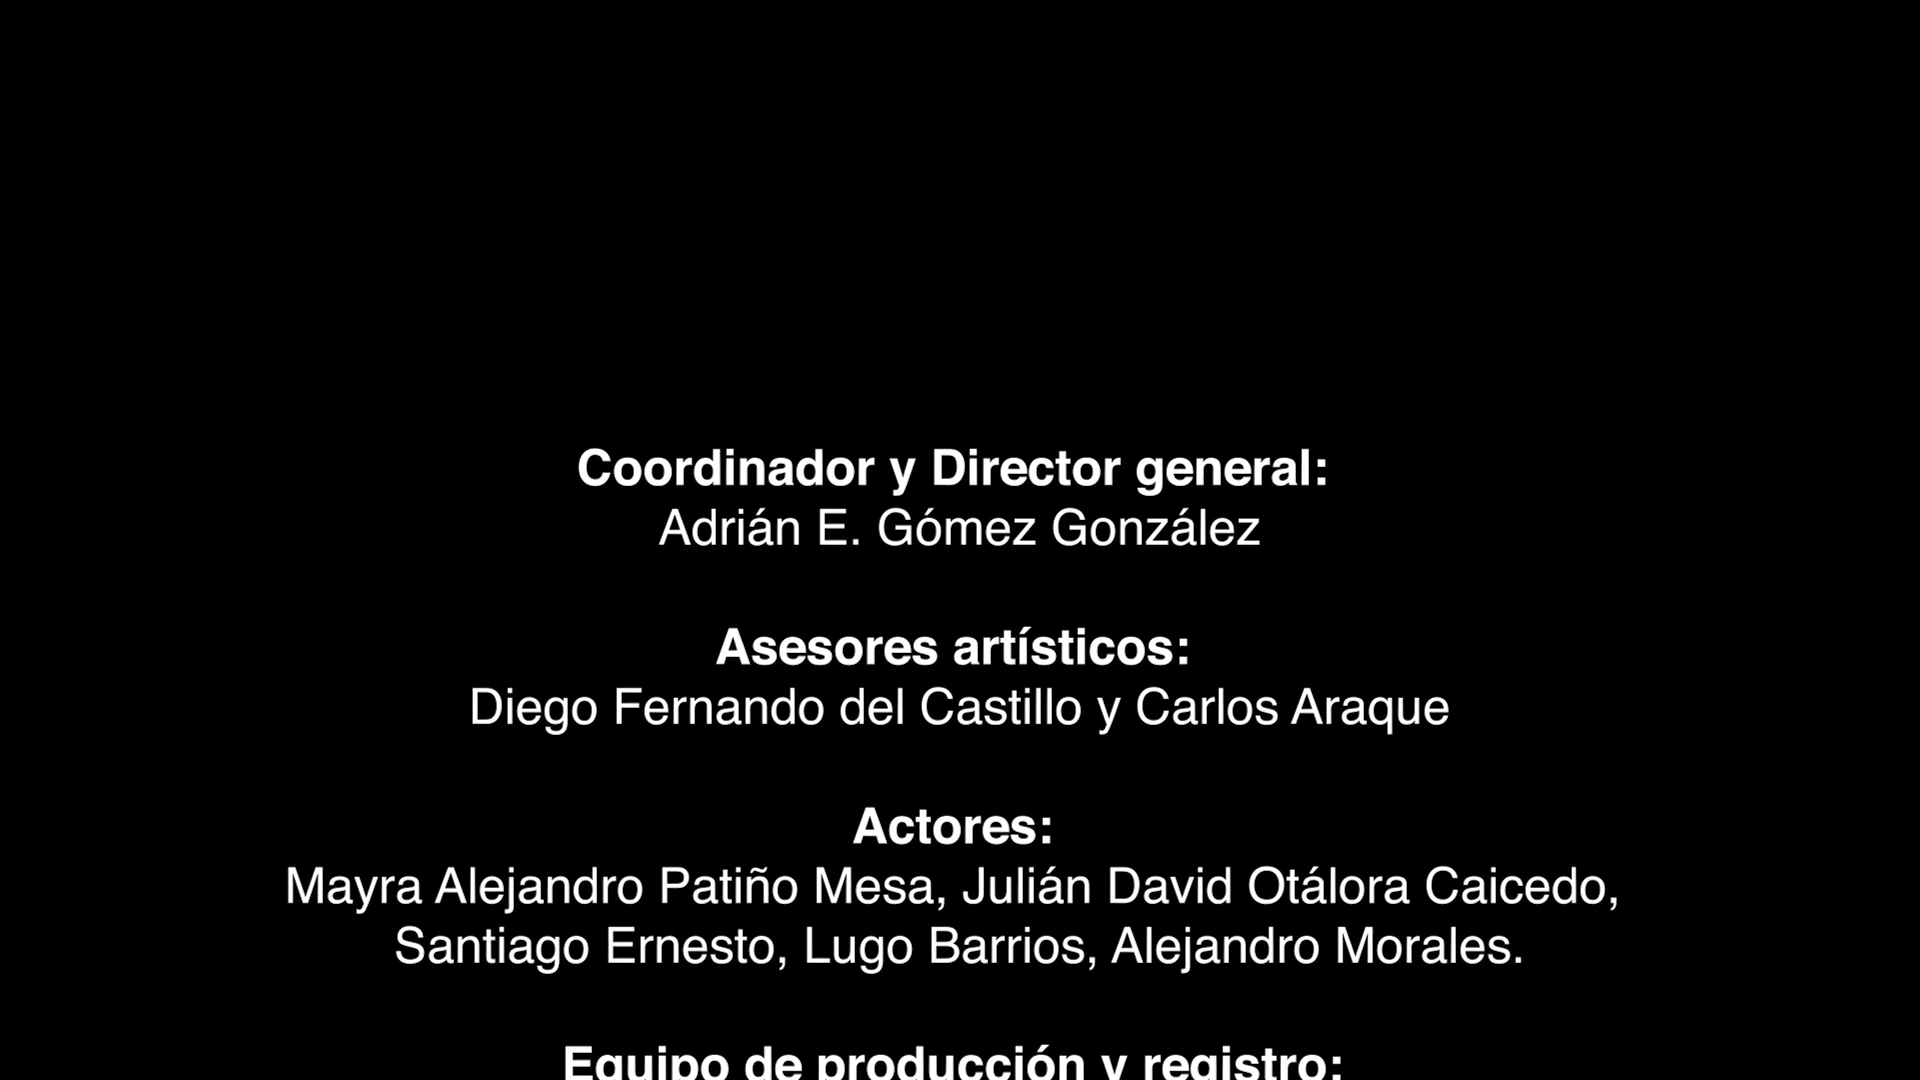 Coordinador y Director general:
Adrián E. Gómez González
Asesores artísticos:
Diego Fernando del Castillo y Carlos Araque
Actores:
Mayra Alejandro Patiño Mesa, Julián David Otálora Caicedo,
Santiago Ernesto, Lugo Barrios, Alejandro Morales.
Equipo de producción y registro: